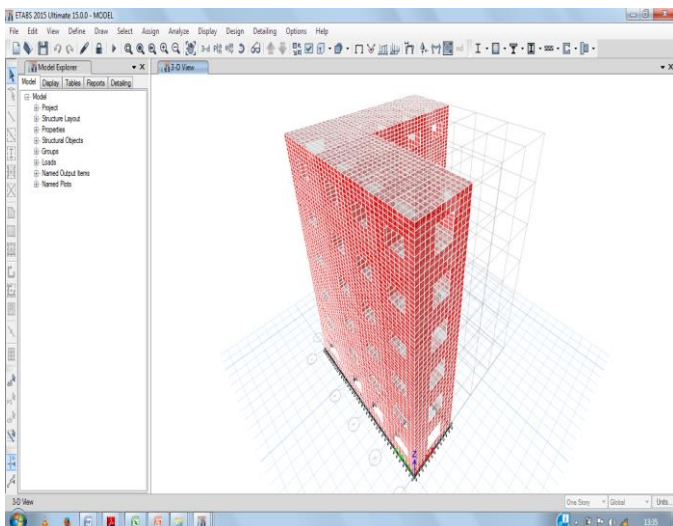 ETABS 2015 Ultimate 15.0.0 - MODEL
File Edit View Define Draw Select Assign Analyze Display Design Detailing Options Help
Model Explorer
3-D View
Model Display Tables Reports Detailing
Model
Project
Structure Layout
Properties
Structural Objects
Groups
Loads
Named Output Items
Named Plots
Z
3-D View
One Story Global Units...
13:35